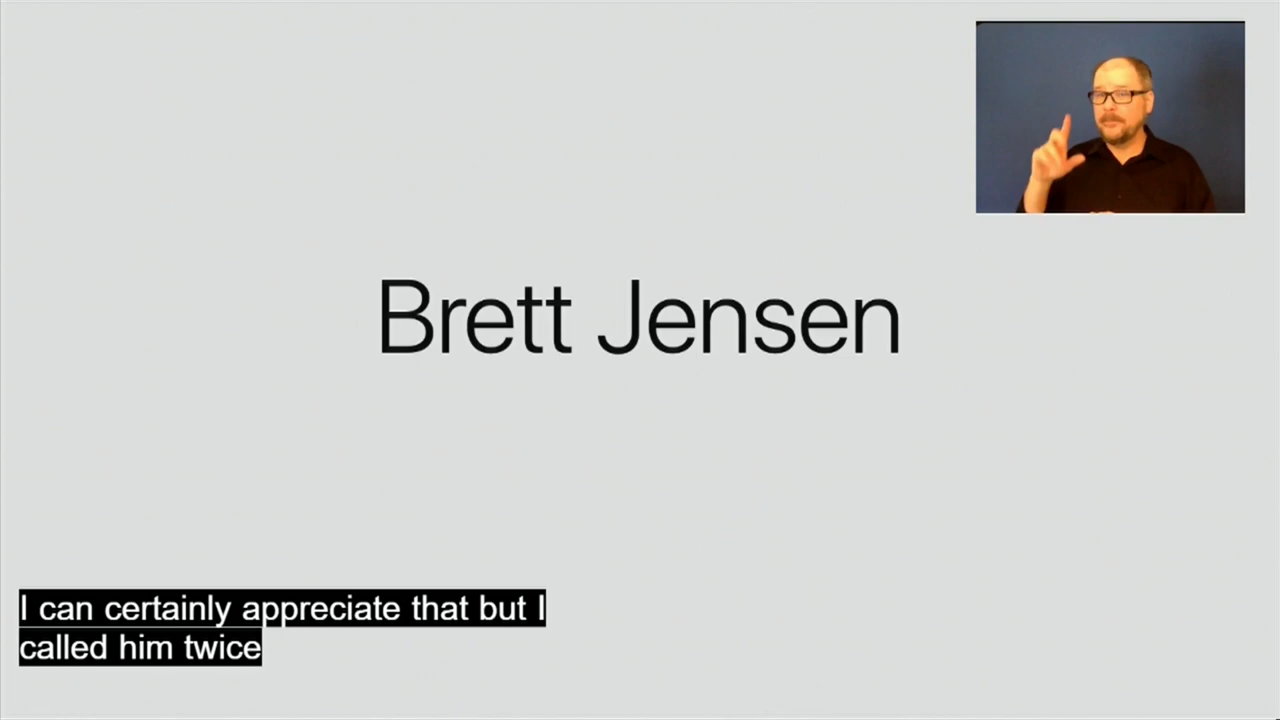 Brett Jensen
I can certainly appreciate that but I
called him twice